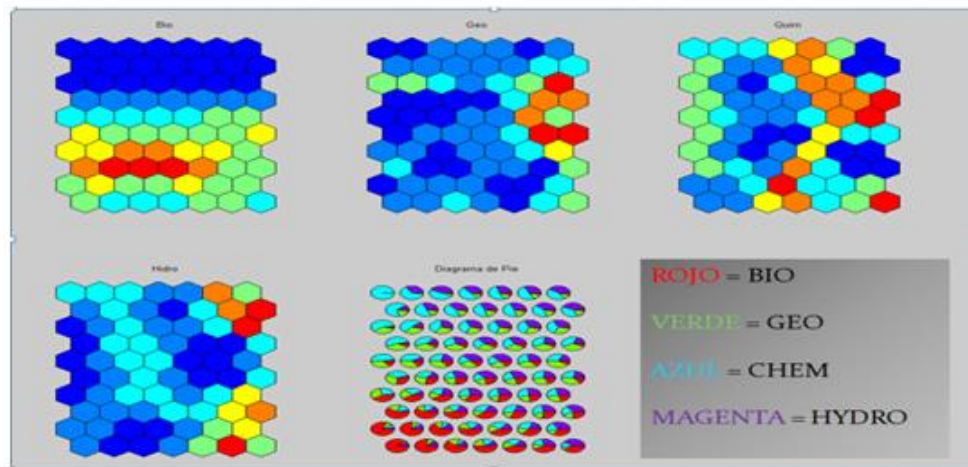 Bio
Geo
Quim
Hidro
Diagrama de Pie
ROJO = BIO
VERDE = GEO
AZUL = CHEM
MAGENTA = HYDRO